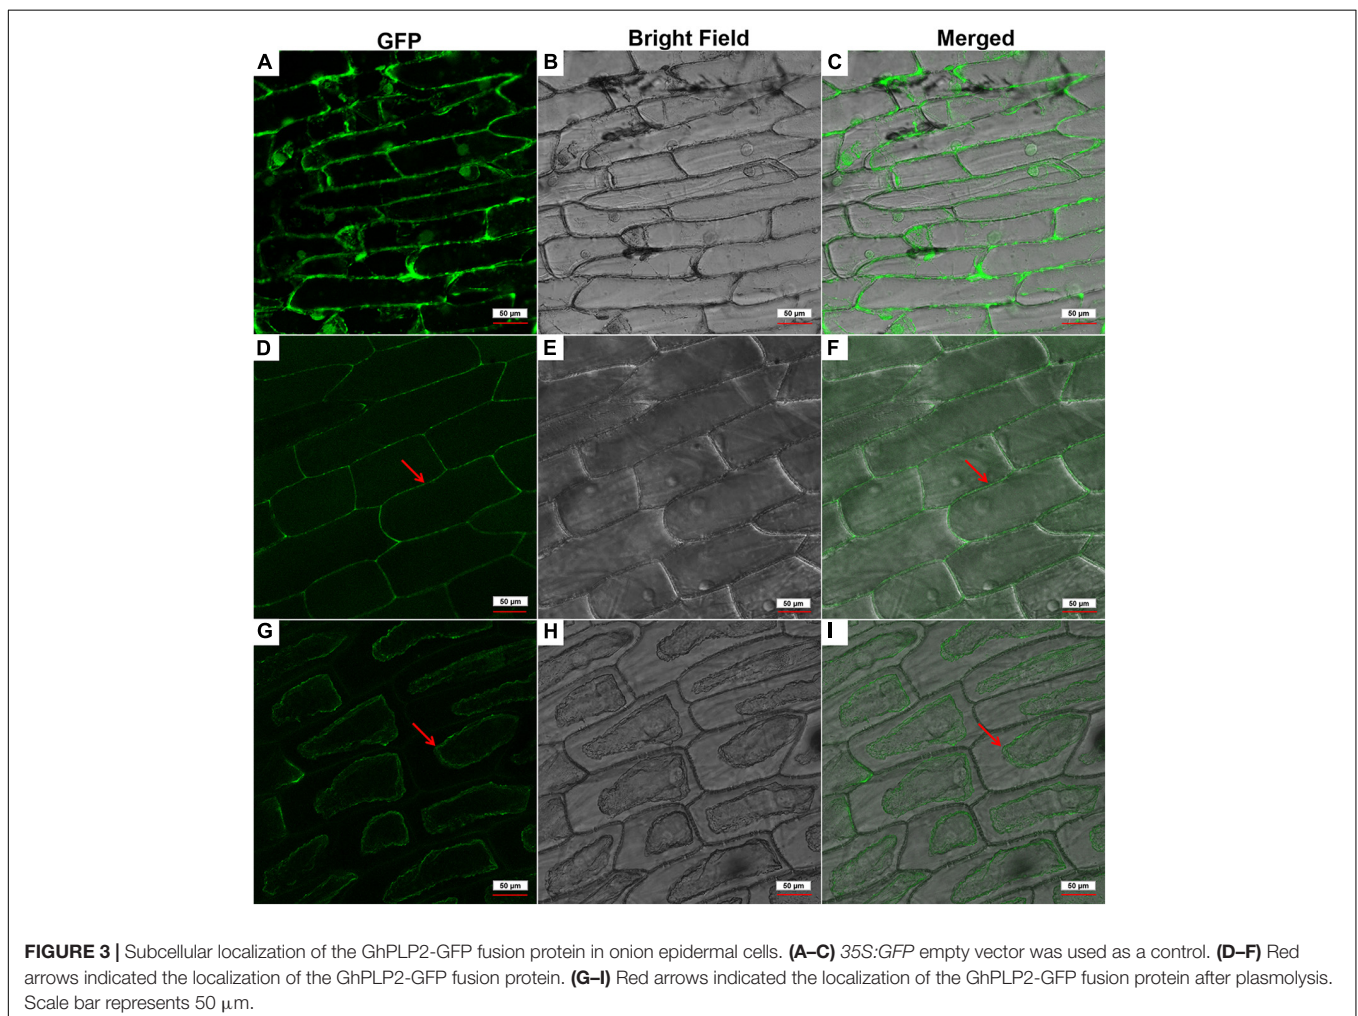 GFP Bright Field Merged
A B C
50 µm 50 µm 50 µm
D E F
50 µm 50 µm 50 µm
G H I
50 µm 50 µm 50 µm
FIGURE 3 | Subcellular localization of the GhPLP2-GFP fusion protein in onion epidermal cells. (A–C) 35S:GFP empty vector was used as a control. (D–F) Red
arrows indicated the localization of the GhPLP2-GFP fusion protein. (G–I) Red arrows indicated the localization of the GhPLP2-GFP fusion protein after plasmolysis.
Scale bar represents 50 μm.